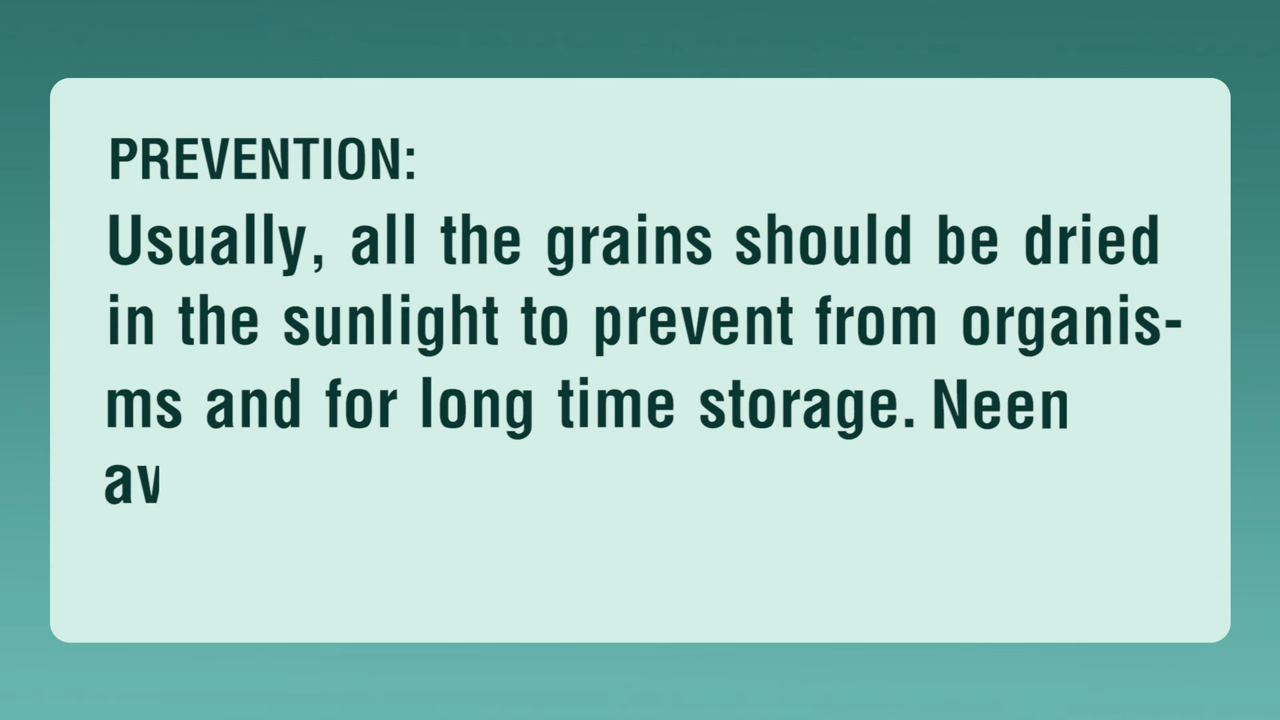 PREVENTION:
Usually, all the grains should be dried
in the sunlight to prevent from organis-
ms and for long time storage. Neen